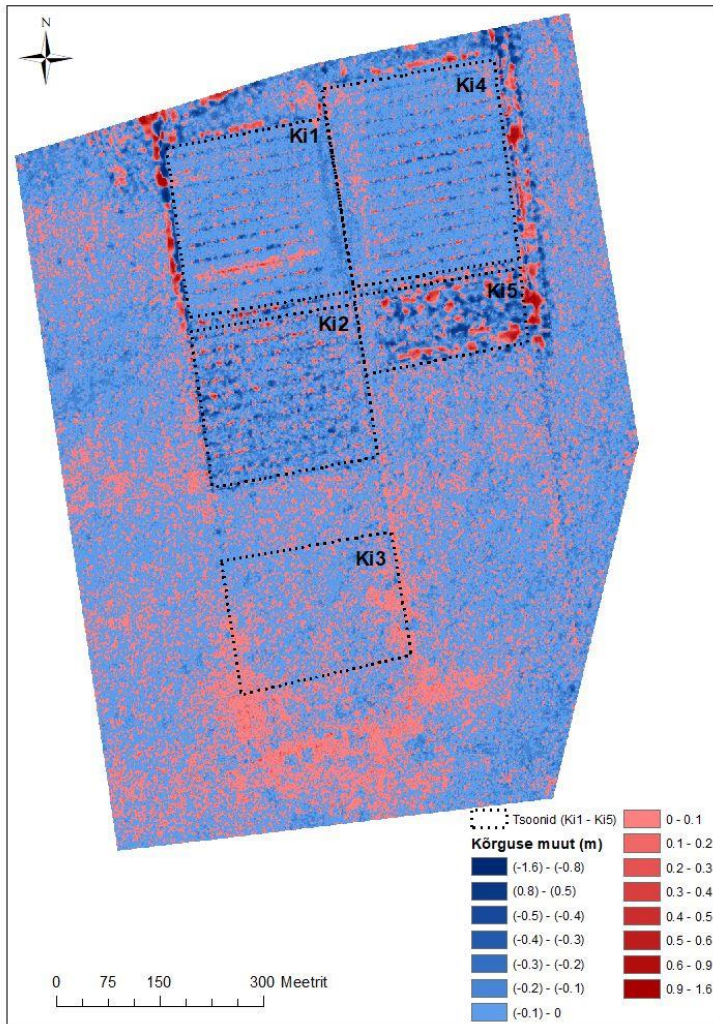 N
Ki4
Ki1
Ki5
Ki2
Ki3
Tsoonid (Ki1 - Ki5)
Kõrguse muut (m)
(-1.6) - (-0.8)
(0.8) - (0.5)
(-0.5) - (-0.4)
(-0.4) - (-0.3)
(-0.3) - (-0.2)
(-0.2) - (-0.1)
(-0.1) - 0
0 - 0.1
0.1 - 0.2
0.2 - 0.3
0.3 - 0.4
0.4 - 0.5
0.5 - 0.6
0.6 - 0.9
0.9 - 1.6
0 75 150 300 Meetrit